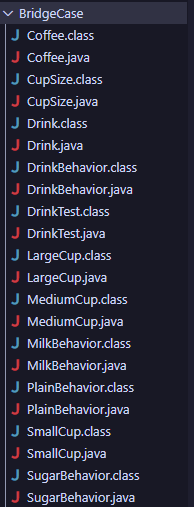 BridgeCase
Coffee.class
Coffee.java
CupSize.class
CupSize.java
Drink.class
Drink.java
DrinkBehavior.class
DrinkBehavior.java
DrinkTest.class
DrinkTest.java
LargeCup.class
LargeCup.java
MediumCup.class
MediumCup.java
MilkBehavior.class
MilkBehavior.java
PlainBehavior.class
PlainBehavior.java
SmallCup.class
SmallCup.java
SugarBehavior.class
SugarBehavior.java